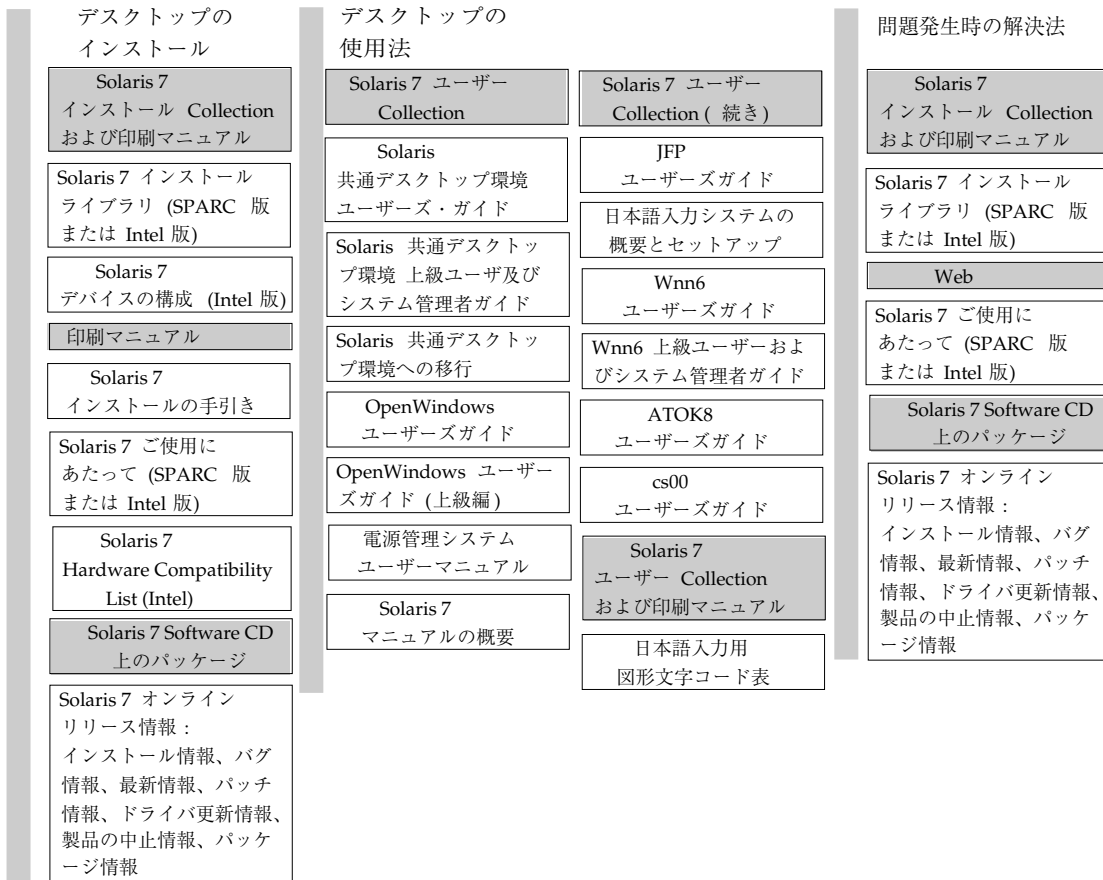 デスクトップの
インストール
Solaris 7
インストール Collection
および印刷マニュアル
Solaris 7 インストール
ライブラリ (SPARC 版
または Intel 版)
Solaris 7
デバイスの構成 (Intel 版)
印刷マニュアル
Solaris 7
インストールの手引き
Solaris 7 ご使用に
あたって (SPARC 版
または Intel 版)
Solaris 7
Hardware Compatibility
List (Intel)
Solaris 7 Software CD
上のパッケージ
Solaris 7 オンライン
リリース情報 :
インストール情報、バグ
情報、最新情報、パッチ
情報、ドライバ更新情報、
製品の中止情報、パッケ
ージ情報
デスクトップの
使用法
Solaris 7 ユーザー
Collection
Solaris
共通デスクトップ環境
ユーザーズ・ガイド
Solaris 共通デスクトッ
プ環境 上級ユーザ及び
システム管理者ガイド
Solaris 共通デスクトッ
プ環境への移行
OpenWindows
ユーザーズガイド
OpenWindows ユーザー
ズガイド (上級編)
電源管理システム
ユーザーマニュアル
Solaris 7
マニュアルの概要
Solaris 7 ユーザー
Collection ( 続き)
JFP
ユーザーズガイド
日本語入力システムの
概要とセットアップ
Wnn6
ユーザーズガイド
Wnn6 上級ユーザーおよ
びシステム管理者ガイド
ATOK8
ユーザーズガイド
cs00
ユーザーズガイド
Solaris 7
ユーザー Collection
および印刷マニュアル
日本語入力用
図形文字コード表
問題発生時の解決法
Solaris 7
インストール Collection
および印刷マニュアル
Solaris 7 インストール
ライブラリ (SPARC 版
または Intel 版)
Web
Solaris 7 ご使用に
あたって (SPARC 版
または Intel 版)
Solaris 7 Software CD
上のパッケージ
Solaris 7 オンライン
リリース情報 :
インストール情報、バグ
情報、最新情報、パッチ
情報、ドライバ更新情報、
製品の中止情報、パッケ
ージ情報